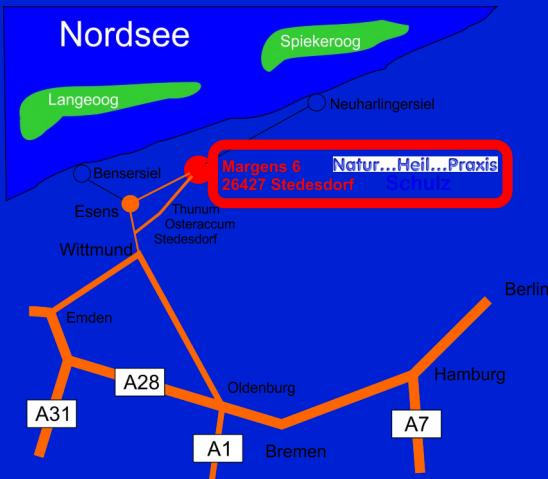 Nordsee
Spiekeroog
Langeoog
Neuharlingersiel
Margens 6 Natur...Heil...Praxis
26427 Stedesdorf Schulz
Bensersiel
Esens
Thunum
Osteraccum
Stedesdorf
Wittmund
Berlin
Emden
Hamburg
A28
Oldenburg
A31
A7
A1
Bremen